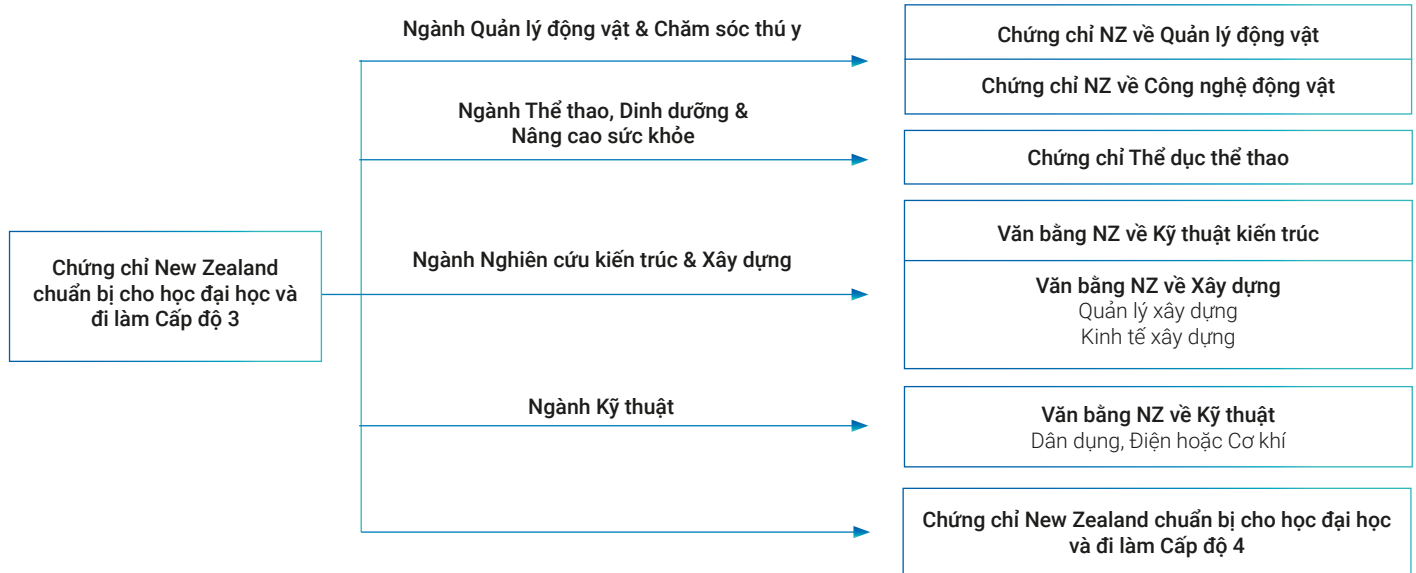 Ngành Quản lý động vật & Chăm sóc thú y
Chứng chỉ NZ về Quản lý động vật
Chứng chỉ NZ về Công nghệ động vật
Ngành Thể thao, Dinh dưỡng &
Nâng cao sức khỏe
Chứng chỉ Thể dục thể thao
Chứng chỉ New Zealand
chuẩn bị cho học đại học và
đi làm Cấp độ 3
Ngành Nghiên cứu kiến trúc & Xây dựng
Văn bằng NZ về Kỹ thuật kiến trúc
Văn bằng NZ về Xây dựng
Quản lý xây dựng
Kinh tế xây dựng
Ngành Kỹ thuật
Văn bằng NZ về Kỹ thuật
Dân dụng, Điện hoặc Cơ khí
Chứng chỉ New Zealand chuẩn bị cho học đại học
và đi làm Cấp độ 4